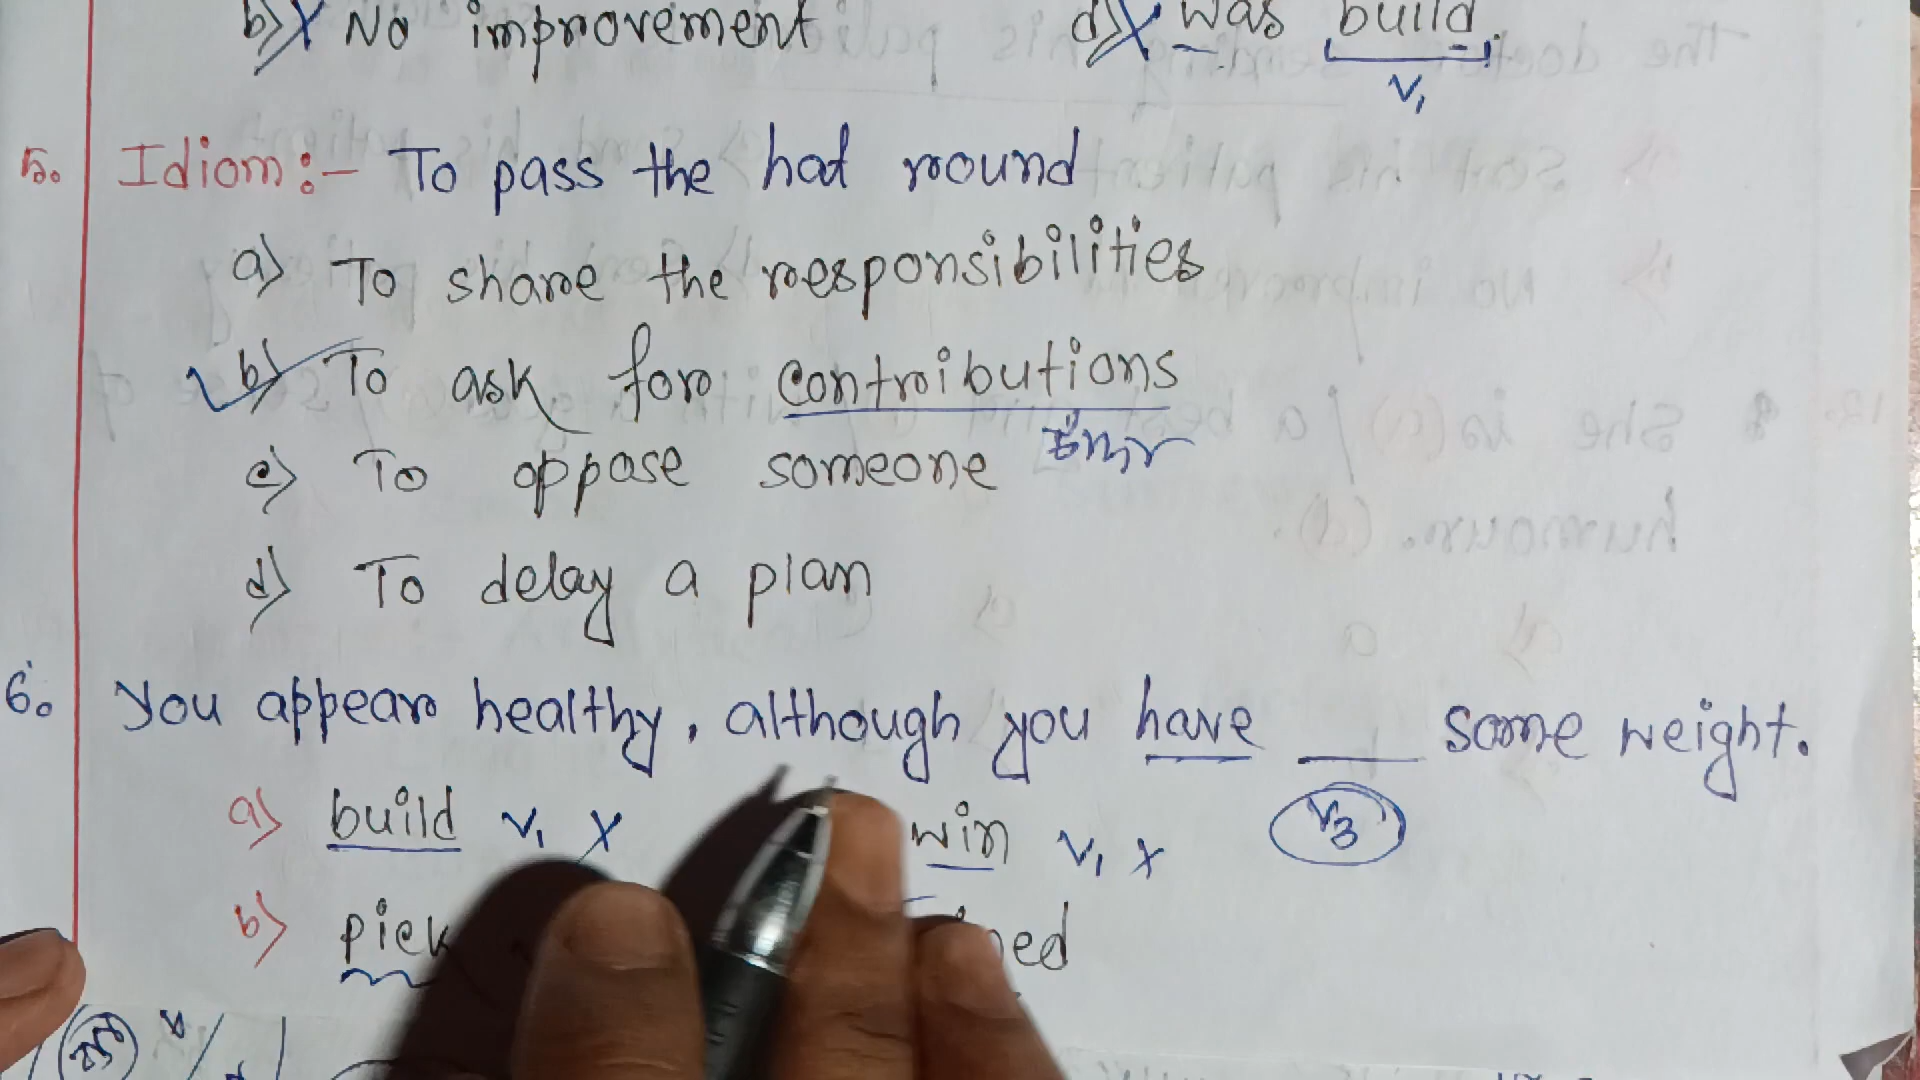 b) X No improvement d) X was build.
V1
5. Idiom:- To pass the hat round
a) To share the responsibilities
b) To ask for contributions
c) To oppose someone
d) To delay a plan
6. You appear healthy, although you have ___ some weight.
a) build V1 X win V1 X V3
b) pick